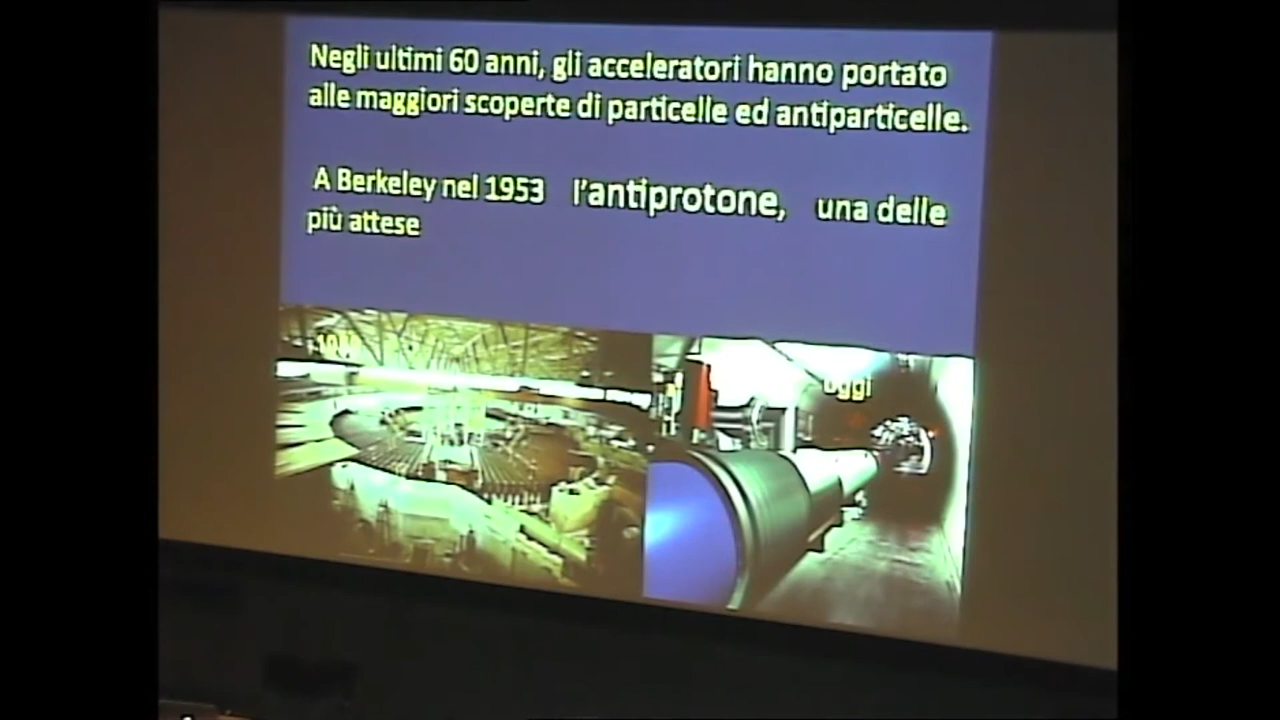 Negli ultimi 60 anni, gli acceleratori hanno portato
alle maggiori scoperte di particelle ed antiparticelle.
A Berkeley nel 1953 l'antiprotone, una delle
più attese
oggi